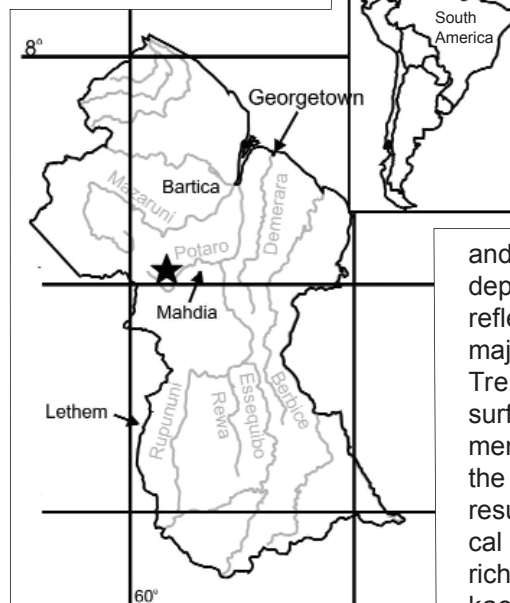 South
America
8°
Georgetown
Bartica
Mazaruni
Demerara
Potaro
Mahdia
Lethem
Rupununi
Rewa
Essequibo
Berbice
60°
and
dep
refle
majo
Tre
surf
mer
the
resu
cal
rich